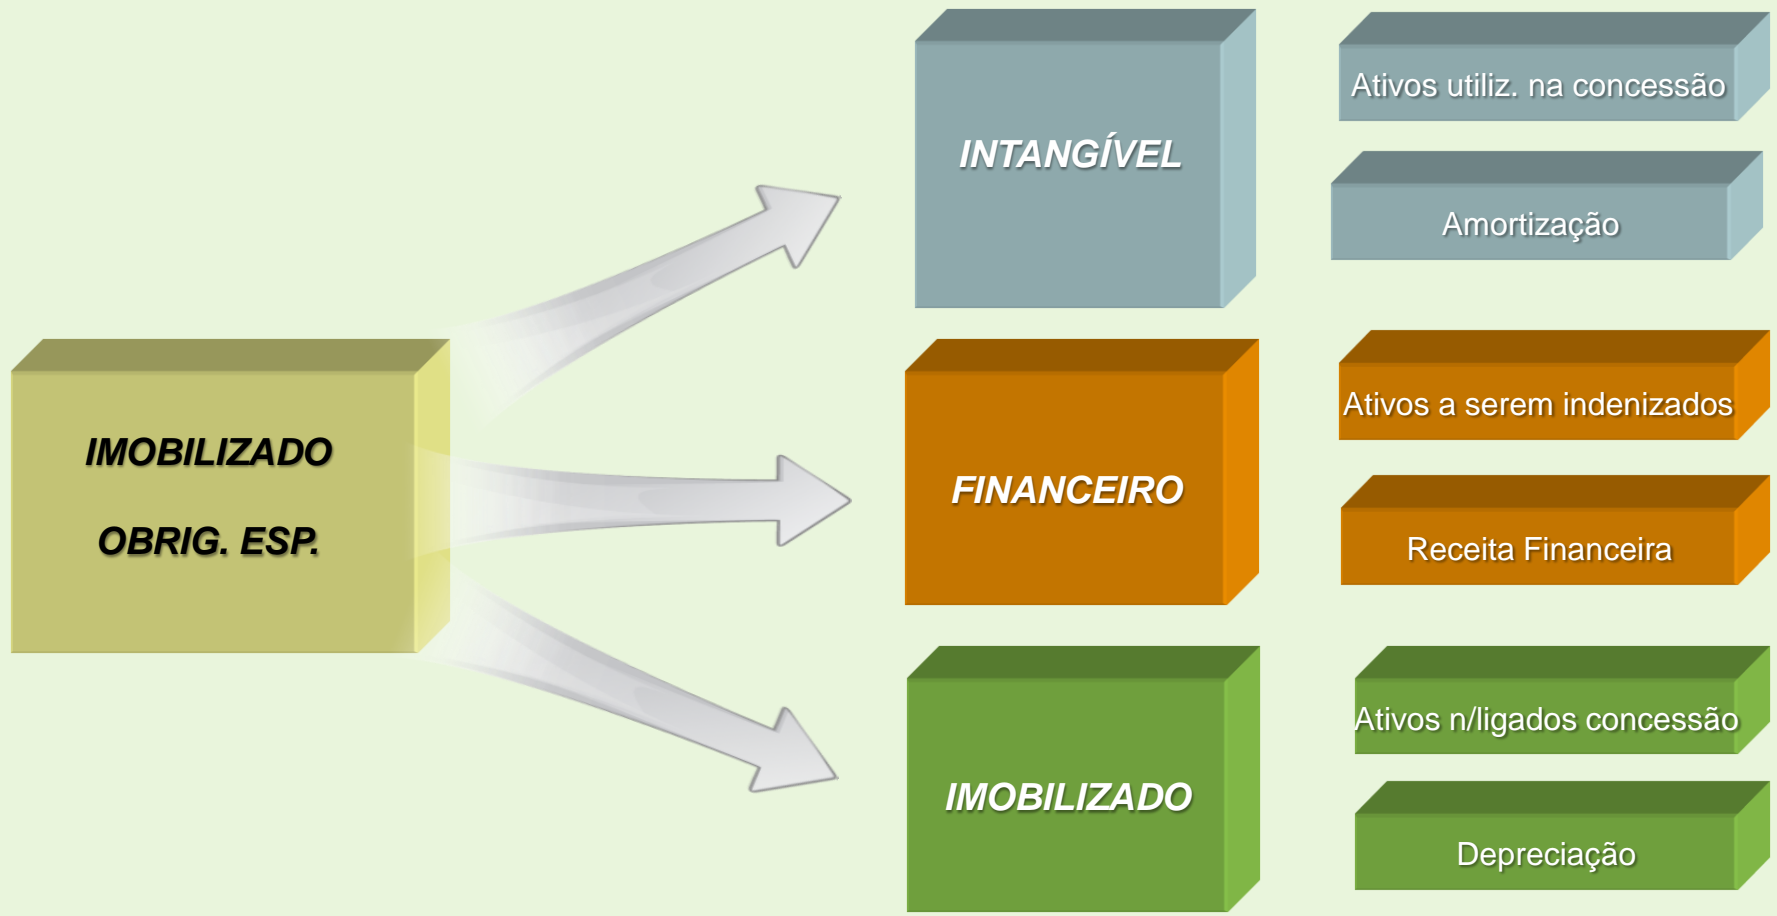 IMOBILIZADO
OBRIG. ESP.
INTANGÍVEL
Ativos utiliz. na concessão
Amortização
FINANCEIRO
Ativos a serem indenizados
Receita Financeira
IMOBILIZADO
Ativos n/ligados concessão
Depreciação